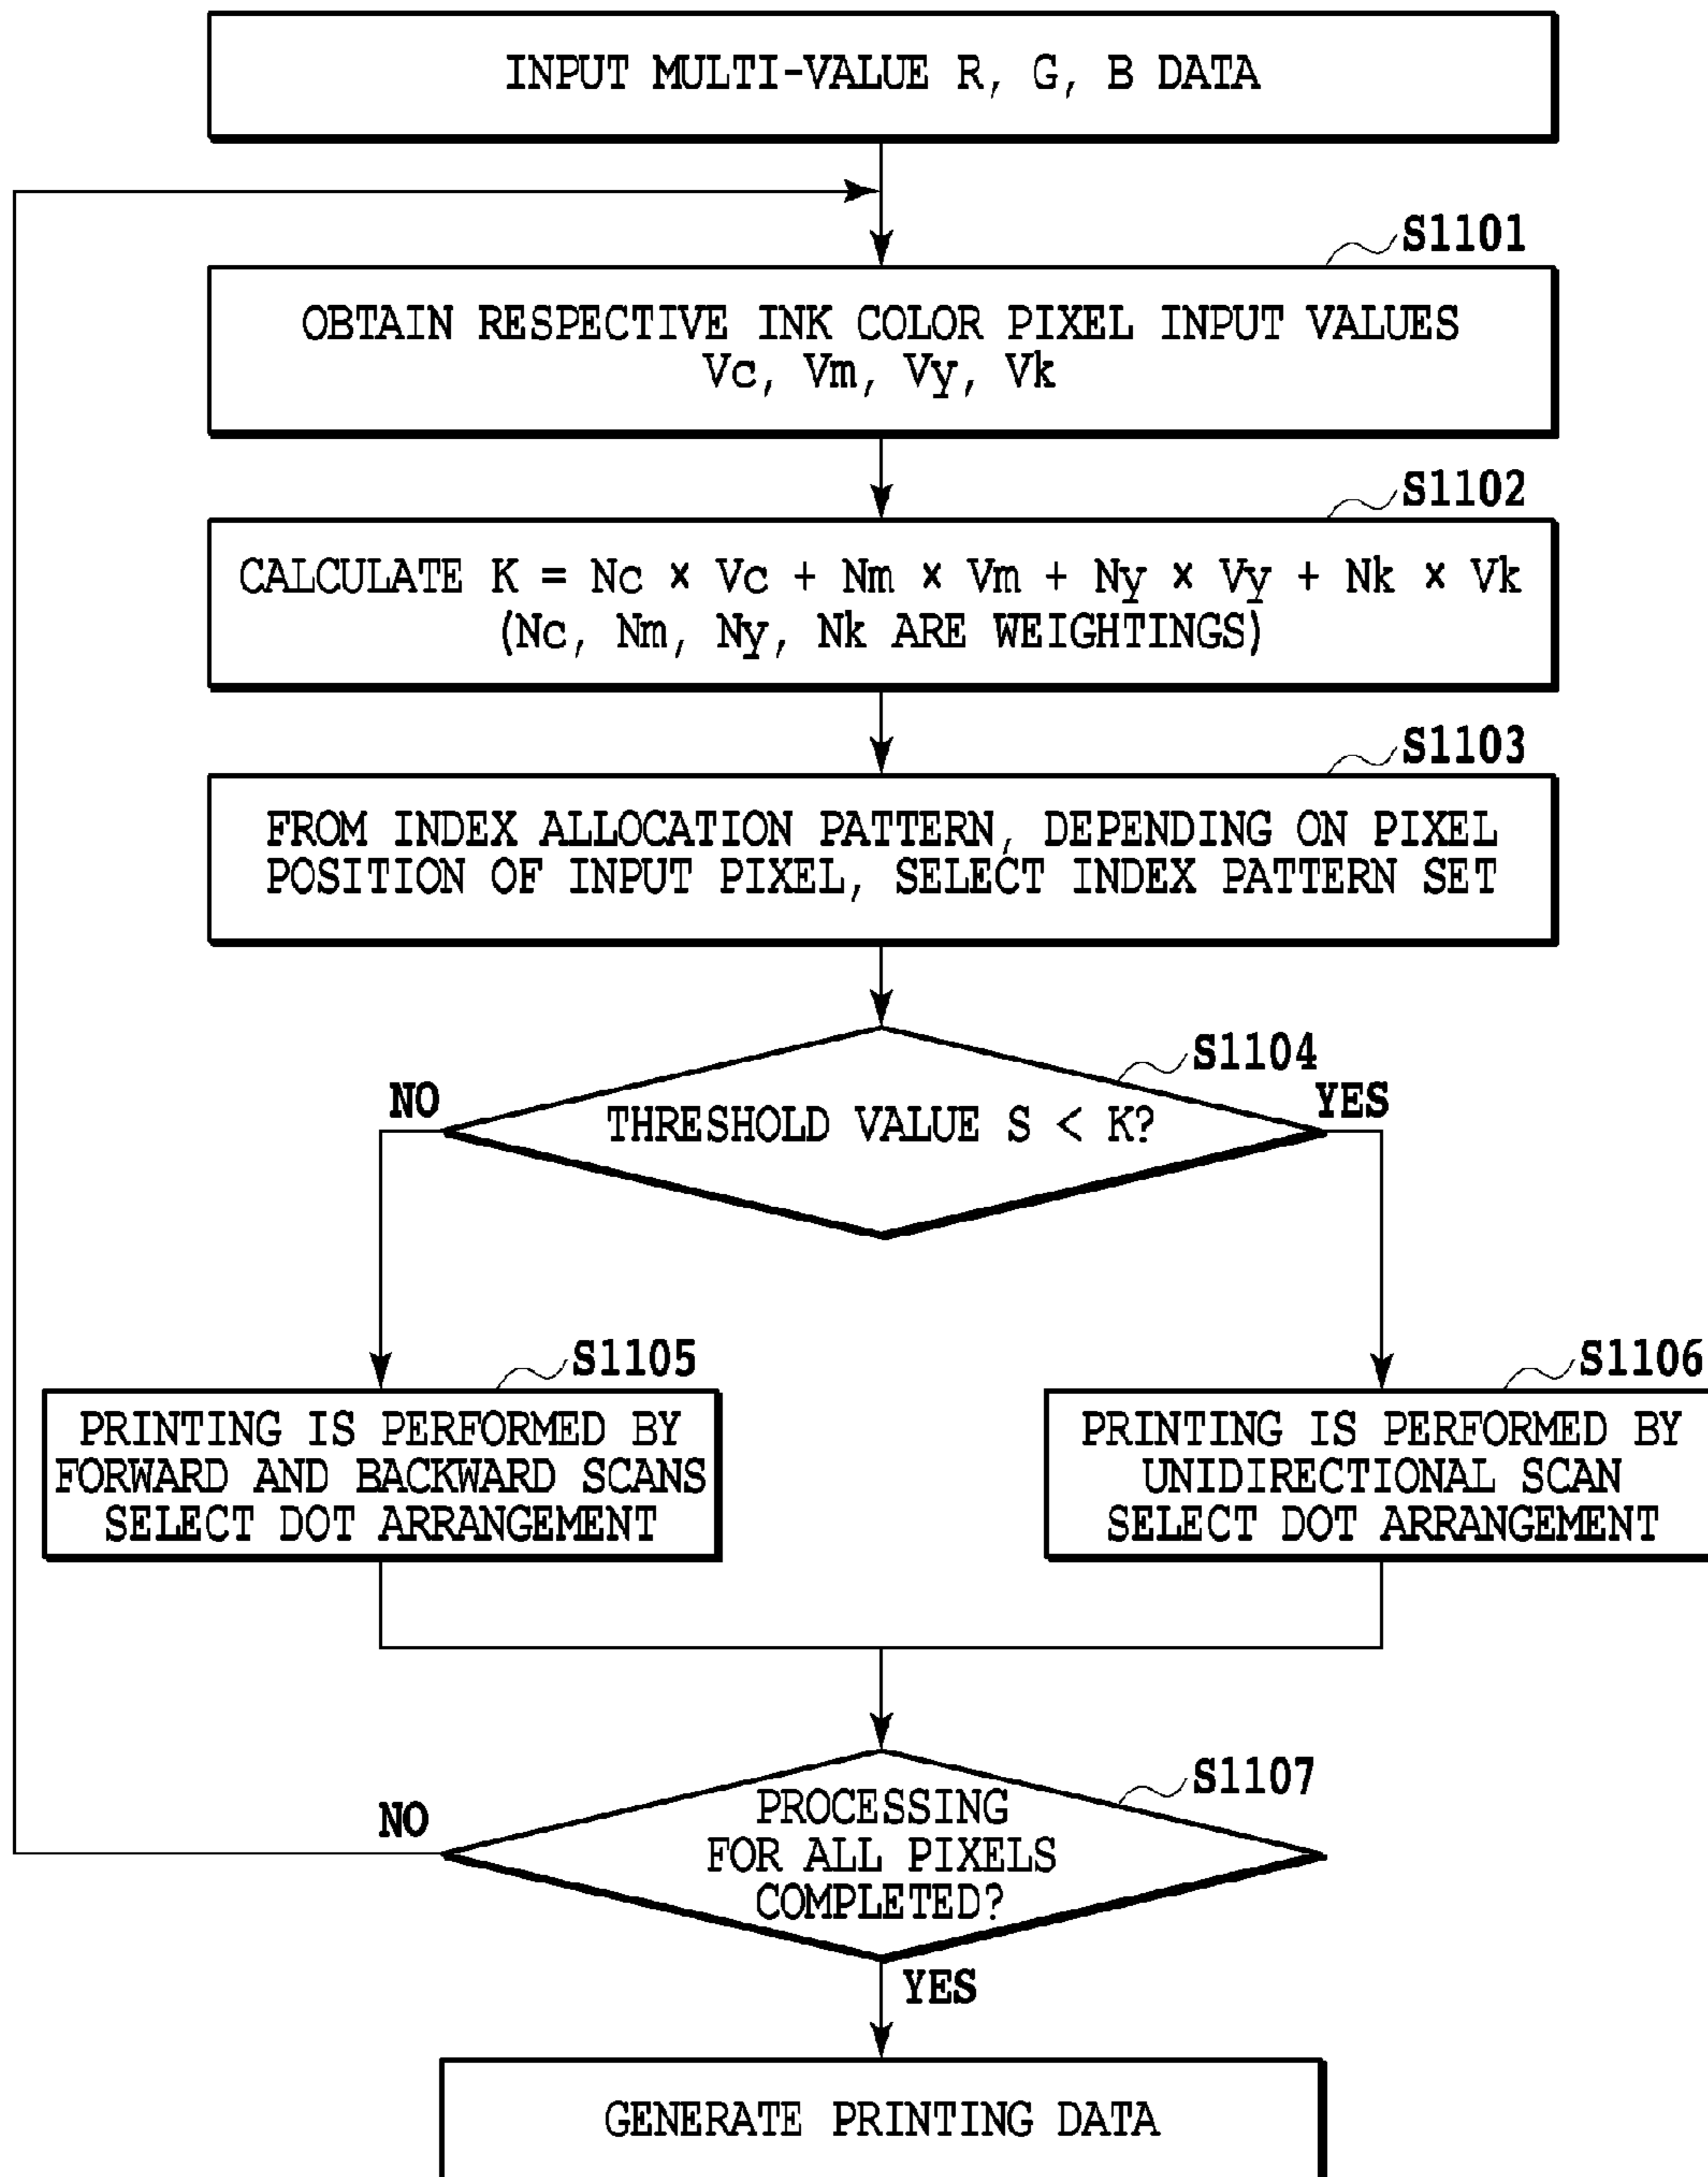 INPUT MULTI-VALUE R, G, B DATA
S1101
OBTAIN RESPECTIVE INK COLOR PIXEL INPUT VALUES
Vc, Vm, Vy, Vk
S1102
CALCULATE K = Nc × Vc + Nm × Vm + Ny × Vy + Nk × Vk
(Nc, Nm, Ny, Nk ARE WEIGHTINGS)
S1103
FROM INDEX ALLOCATION PATTERN, DEPENDING ON PIXEL
POSITION OF INPUT PIXEL, SELECT INDEX PATTERN SET
S1104
NO
YES
THRESHOLD VALUE S < K?
S1105
PRINTING IS PERFORMED BY
FORWARD AND BACKWARD SCANS
SELECT DOT ARRANGEMENT
S1106
PRINTING IS PERFORMED BY
UNIDIRECTIONAL SCAN
SELECT DOT ARRANGEMENT
S1107
NO
PROCESSING
FOR ALL PIXELS
COMPLETED?
YES
GENERATE PRINTING DATA